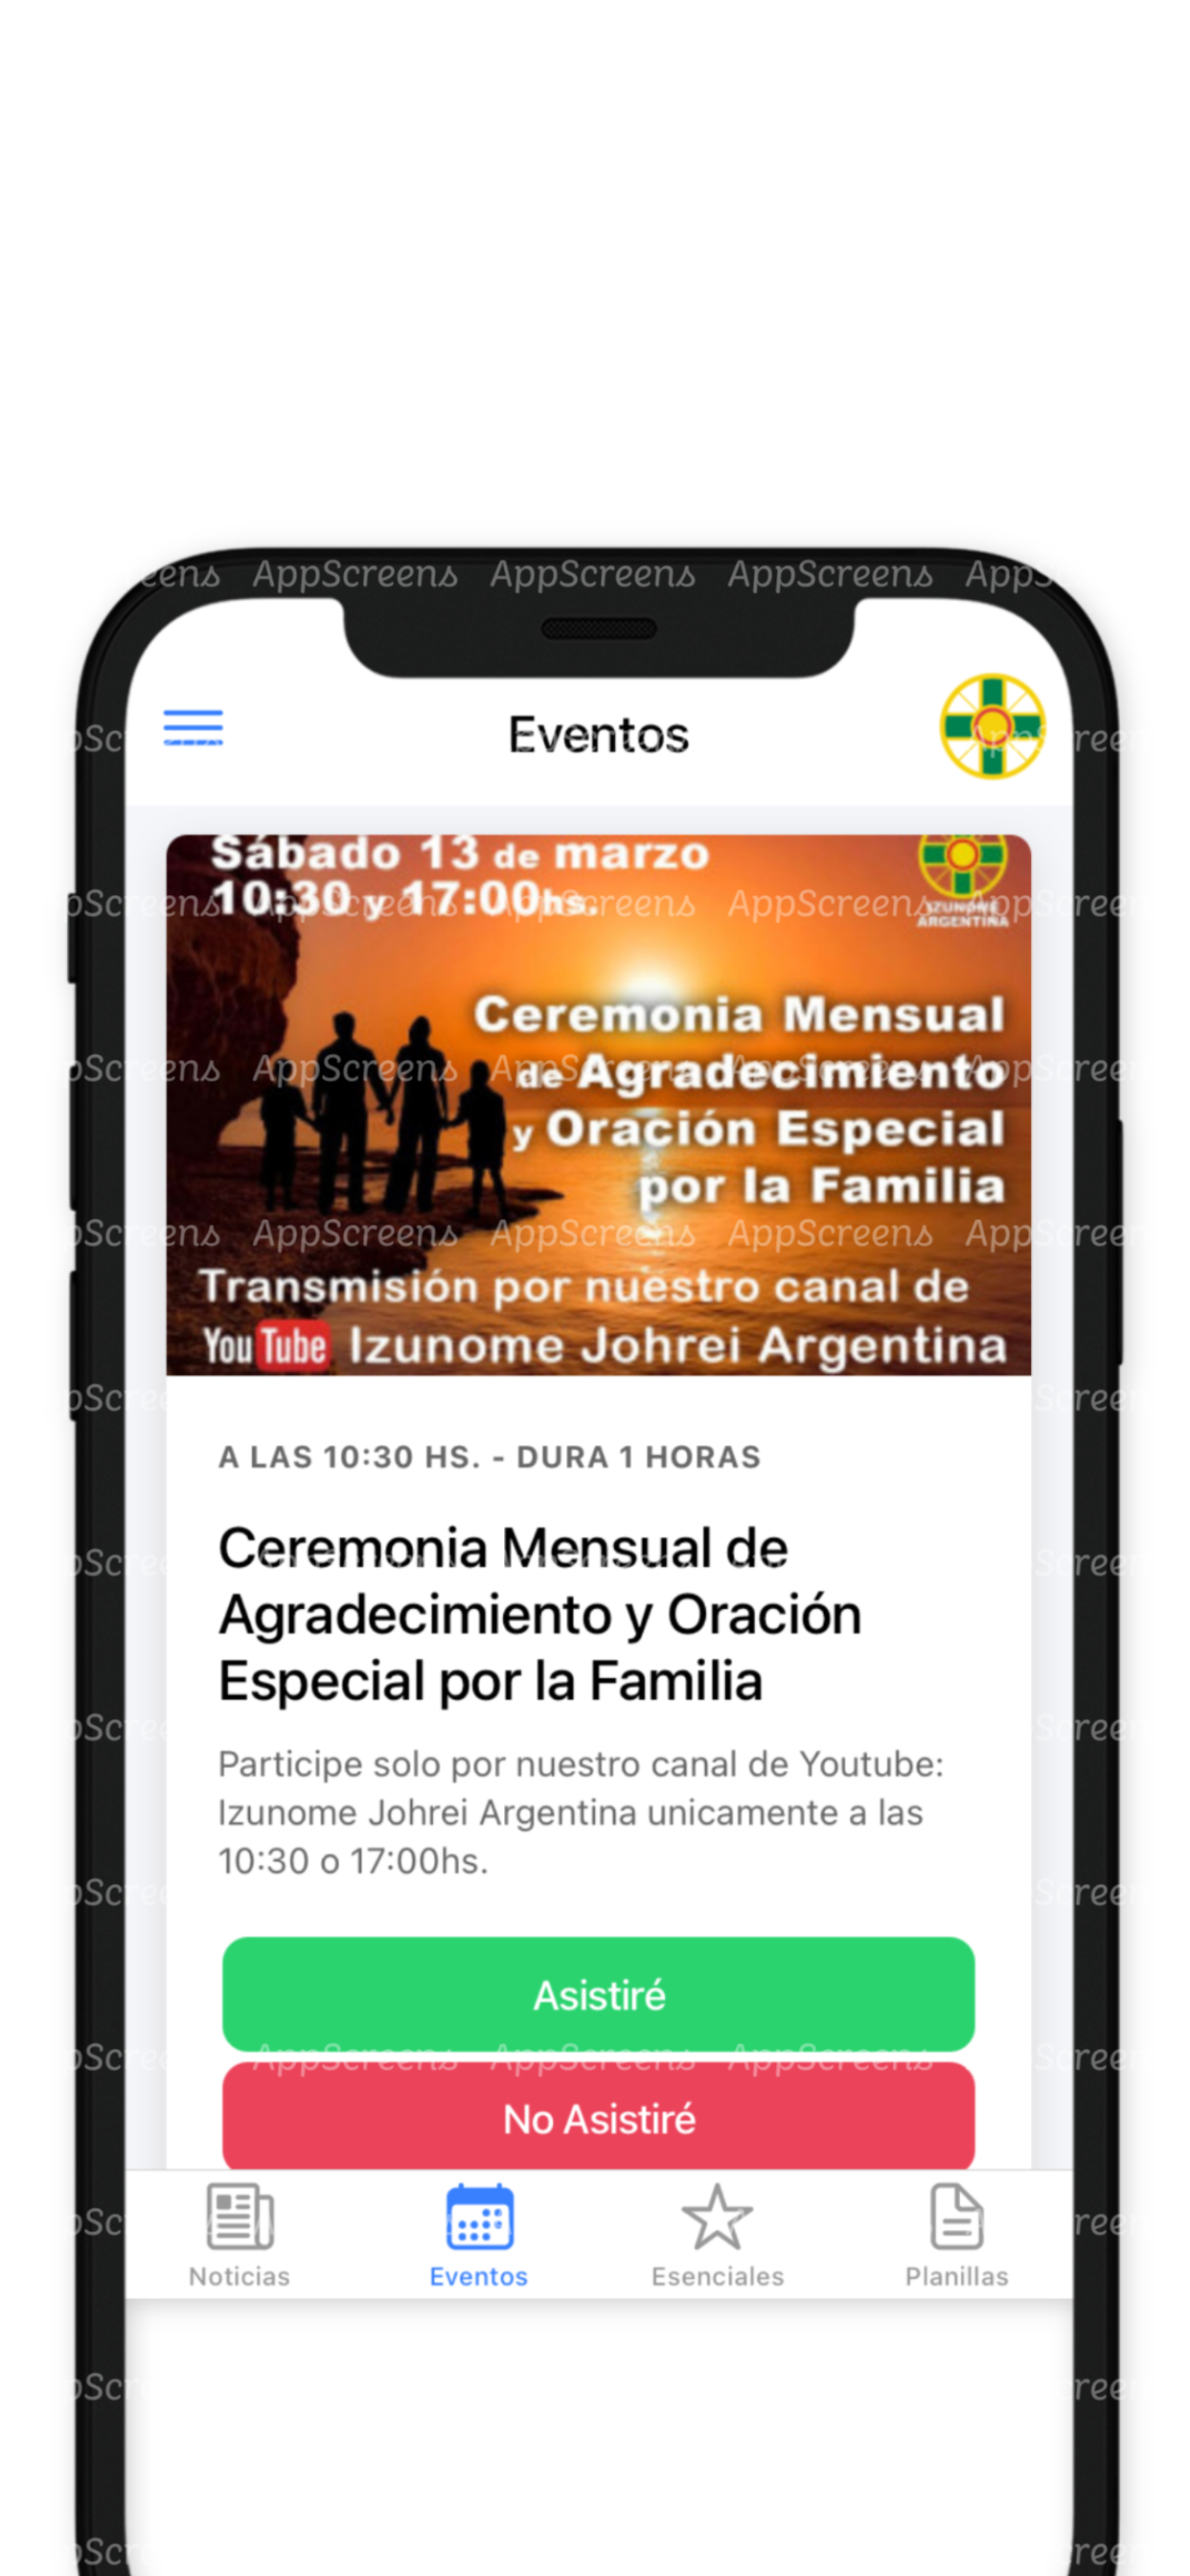 AppScreens AppScreens AppScreens
Eventos
Sábado 13 de marzo
10:30 y 17:00hs.
IZUNOME
ARGENTINA
Ceremonia Mensual
de Agradecimiento
y Oración Especial
por la Familia
Transmisión por nuestro canal de
YouTube Izunome Johrei Argentina
A LAS 10:30 HS. - DURA 1 HORAS
Ceremonia Mensual de
Agradecimiento y Oración
Especial por la Familia
Participe solo por nuestro canal de Youtube:
Izunome Johrei Argentina unicamente a las
10:30 o 17:00hs.
Asistiré
No Asistiré
Noticias
Eventos
Esenciales
Planillas